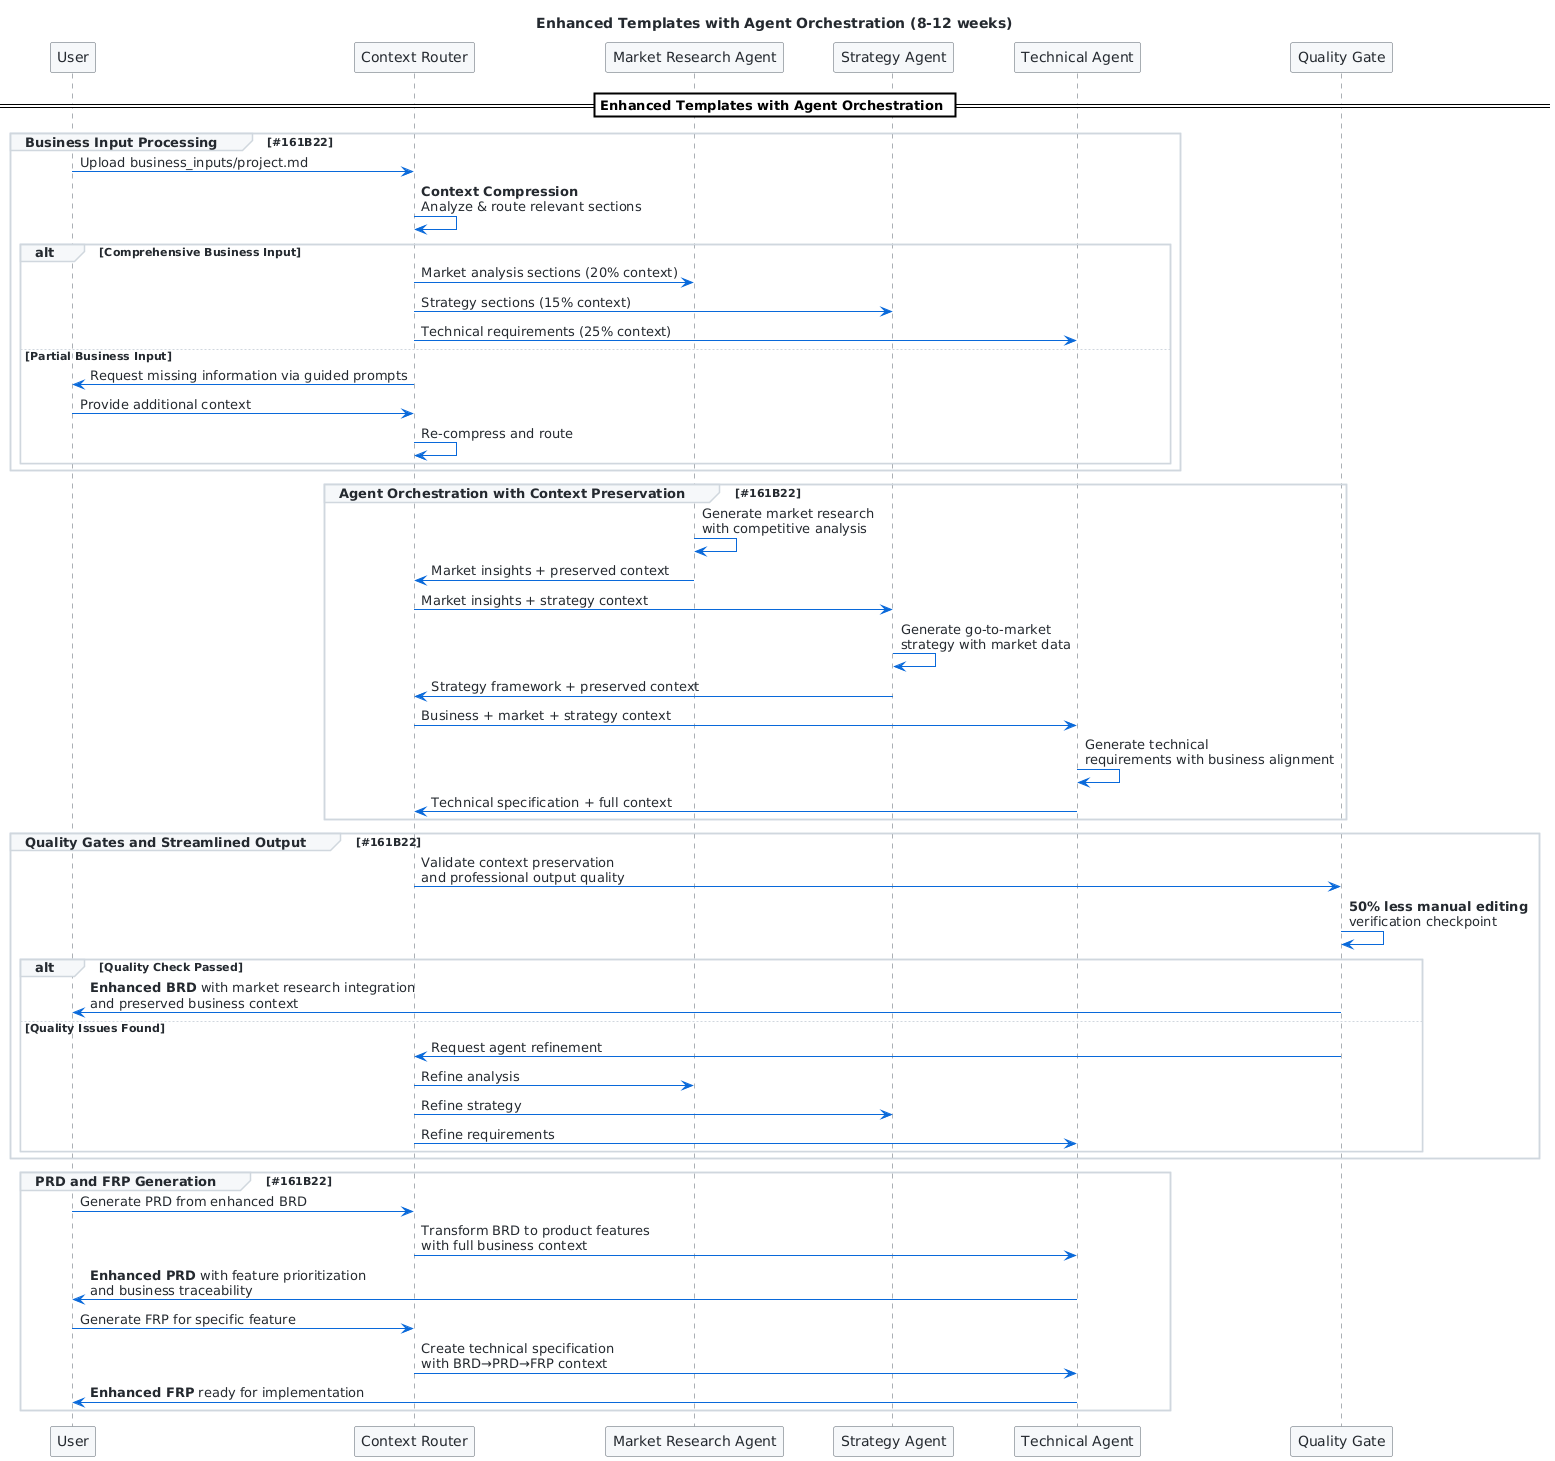 Enhanced Templates with Agent Orchestration (8-12 weeks)
User
Context Router
Market Research Agent
Strategy Agent
Technical Agent
Quality Gate
Enhanced Templates with Agent Orchestration
Business Input Processing
[#161B22]
Upload business_inputs/project.md
Context Compression
Analyze & route relevant sections
alt
[Comprehensive Business Input]
Market analysis sections (20% context)
Strategy sections (15% context)
Technical requirements (25% context)
[Partial Business Input]
Request missing information via guided prompts
Provide additional context
Re-compress and route
Agent Orchestration with Context Preservation
[#161B22]
Generate market research
with competitive analysis
Market insights + preserved context
Market insights + strategy context
Generate go-to-market
strategy with market data
Strategy framework + preserved context
Business + market + strategy context
Generate technical
requirements with business alignment
Technical specification + full context
Quality Gates and Streamlined Output
[#161B22]
Validate context preservation
and professional output quality
50% less manual editing
verification checkpoint
alt
[Quality Check Passed]
Enhanced BRD with market research integration
and preserved business context
[Quality Issues Found]
Request agent refinement
Refine analysis
Refine strategy
Refine requirements
PRD and FRP Generation
[#161B22]
Generate PRD from enhanced BRD
Transform BRD to product features
with full business context
Enhanced PRD with feature prioritization
and business traceability
Generate FRP for specific feature
Create technical specification
with BRD→PRD→FRP context
Enhanced FRP ready for implementation
User
Context Router
Market Research Agent
Strategy Agent
Technical Agent
Quality Gate